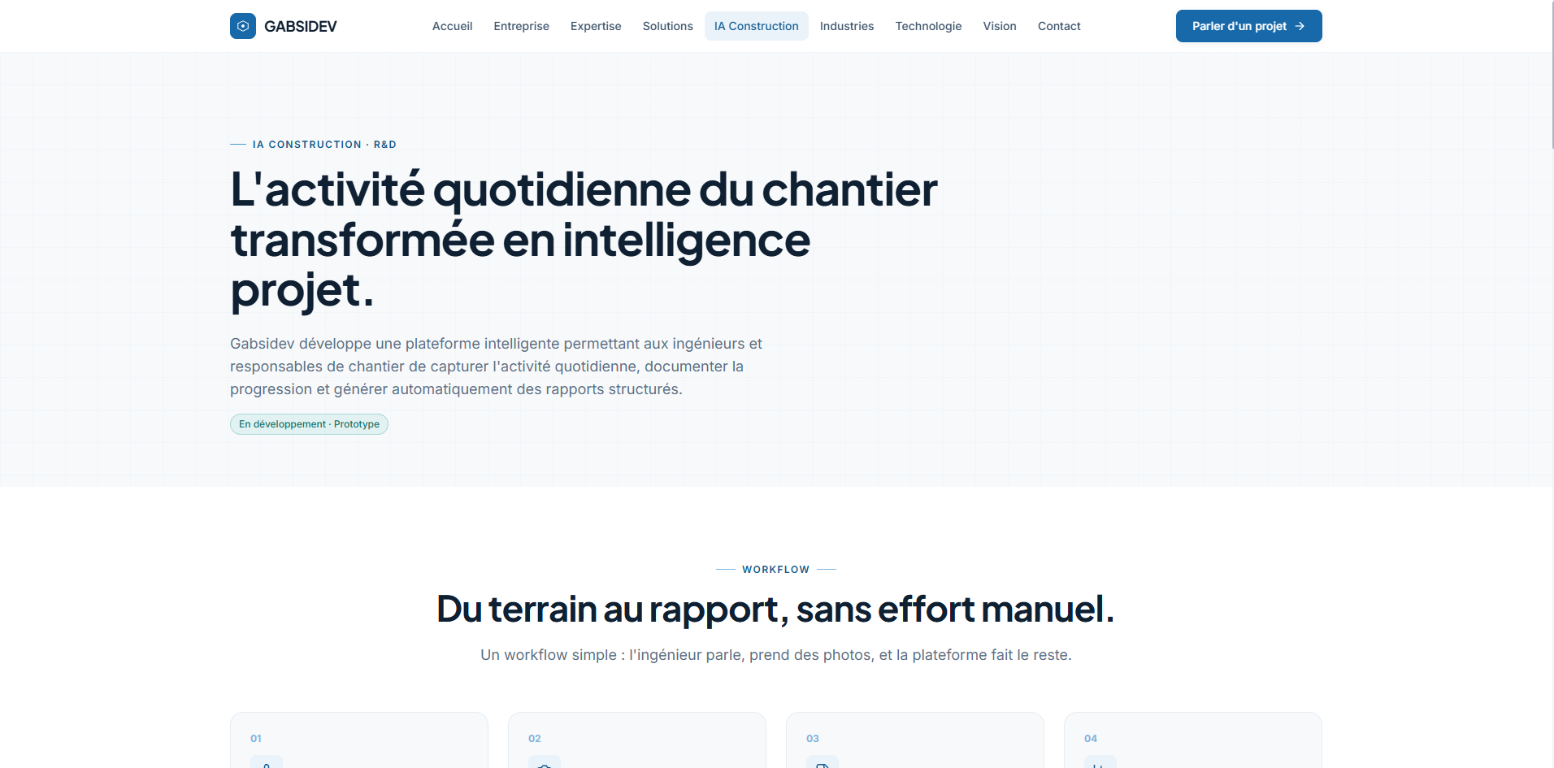 GABSIDEV
Accueil
Entreprise
Expertise
Solutions
IA Construction
Industries
Technologie
Vision
Contact
Parler d'un projet →
IA CONSTRUCTION · R&D
L'activité quotidienne du chantier
transformée en intelligence
projet.
Gabsidev développe une plateforme intelligente permettant aux ingénieurs et
responsables de chantier de capturer l'activité quotidienne, documenter la
progression et générer automatiquement des rapports structurés.
En développement · Prototype
WORKFLOW
Du terrain au rapport, sans effort manuel.
Un workflow simple : l'ingénieur parle, prend des photos, et la plateforme fait le reste.
01
02
03
04